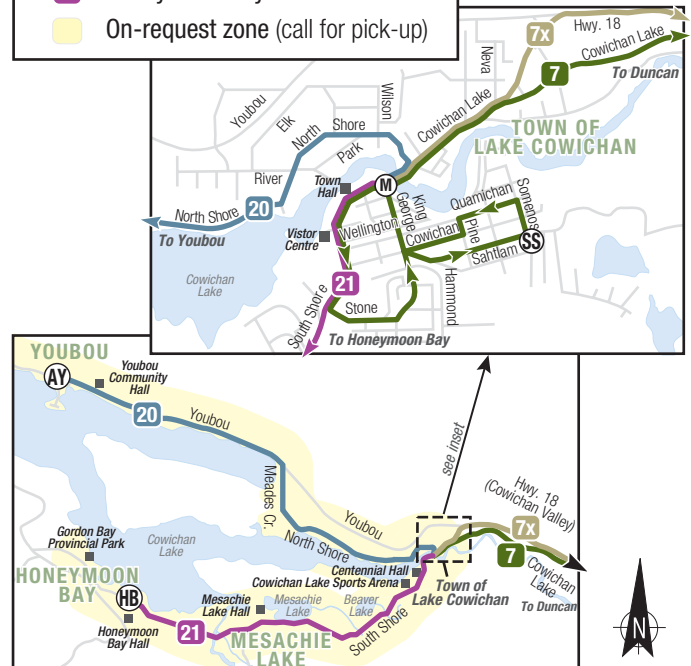 On-request zone (call for pick-up)
7x
Hwy. 18
Cowichan Lake
Neva
7
To Duncan
Wilson
Youbou
Elk
North Shore
Park
Cowichan Lake
TOWN OF
LAKE COWICHAN
River
Town
Hall
M
Quamichan
Somenos
20
North Shore
To Youbou
King
George
Wellington
Cowichan
Pine
SS
Vistor
Centre
Sahtlam
Cowichan
Lake
21
Hammond
South Shore
Stone
To Honeymoon Bay
YOUBOU
AY
Youbou
Community
Hall
20
Youbou
see inset
Meades Cr.
Youbou
Hwy. 18
(Cowichan Valley)
7x
7
Gordon Bay
Provincial Park
Cowichan
Lake
North Shore
Centennial Hall
Cowichan Lake Sports Arena
Cowichan
Lake
To Duncan
HONEYMOON
BAY
HB
Mesachie
Lake Hall
Mesachie
Lake
Beaver
Lake
Town of
Lake Cowichan
Honeymoon
Bay Hall
21
South Shore
MESACHIE
LAKE
N